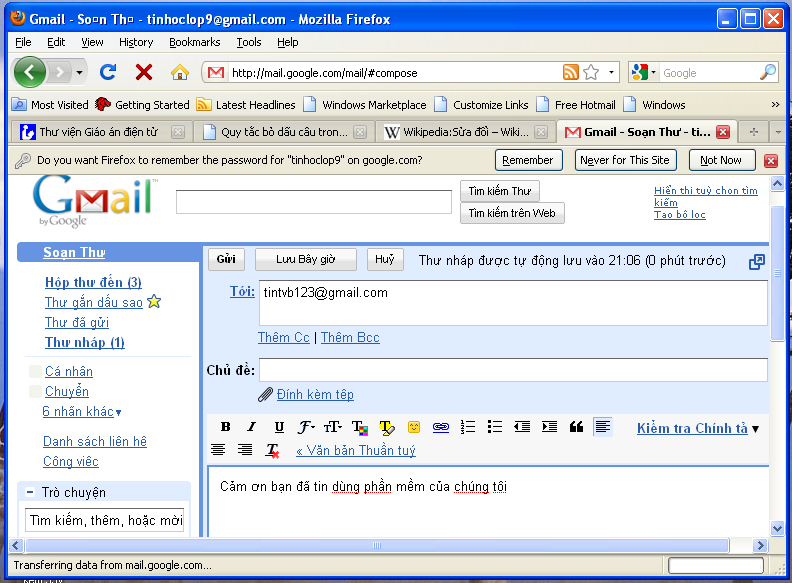 Gmail - So¤n Th¤ - tinhoclop9@gmail.com - Mozilla Firefox
File Edit View History Bookmarks Tools Help
http://mail.google.com/mail/#compose Google
Most Visited Getting Started Latest Headlines Windows Marketplace Customize Links Free Hotmail Windows »
Thư viện Giáo án điện tử Quy tắc bỏ dấu câu tron... Wikipedia:Sửa đổi – Wiki... Gmail - Soạn Thư - ti...
Do you want Firefox to remember the password for "tinhoclop9" on google.com? Remember Never for This Site Not Now
Gmail™
by Google
Tìm kiếm Thư
Tìm kiếm trên Web
Hiển thị tuỳ chọn tìm
kiếm
Tạo bộ lọc
Soạn Thư
Gửi Lưu Bây giờ Huỷ Thư nháp được tự động lưu vào 21:06 (0 phút trước)
Hộp thư đến (3)
Thư gắn dấu sao
Thư đã gửi
Thư nháp (1)
Cá nhân
Chuyển
6 nhãn khác▼
Danh sách liên hệ
Công việc
− Trò chuyện
Tìm kiếm, thêm, hoặc mời
Tới: tintvb123@gmail.com
Thêm Cc | Thêm Bcc
Chủ đề:
Đính kèm tệp
B I U Kiểm tra Chính tả ▼
« Văn bản Thuần tuý
Cảm ơn bạn đã tin dùng phần mềm của chúng tôi
Transferring data from mail.google.com...